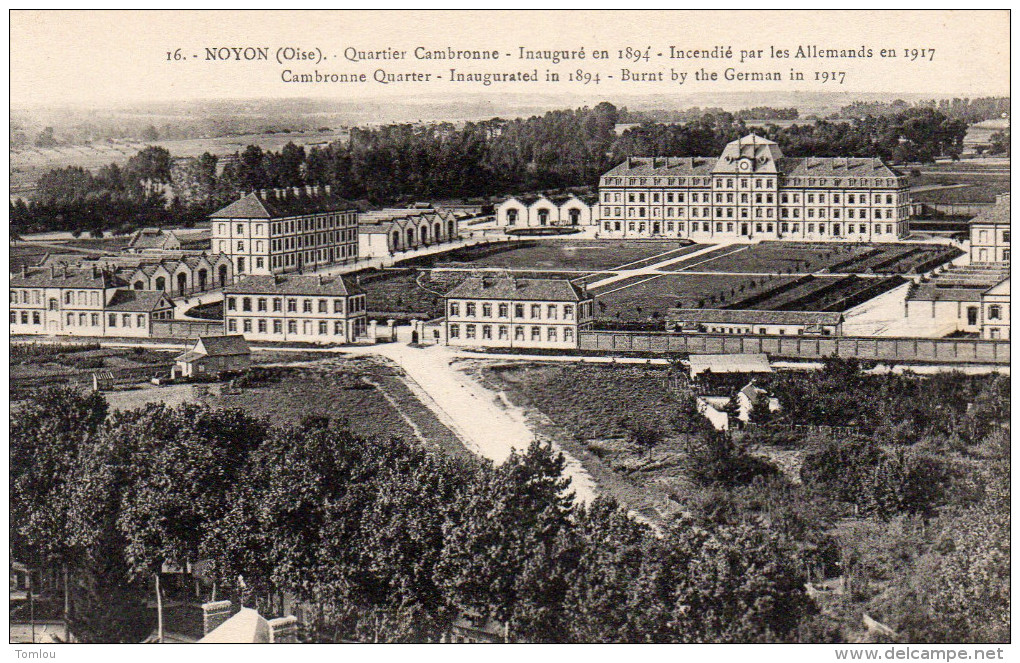 16. - NOYON (Oise). - Quartier Cambronne - Inauguré en 1894 - Incendié par les Allemands en 1917
Cambronne Quarter - Inaugurated in 1894 - Burnt by the German in 1917
Tomlou
http://www.delcampe.net